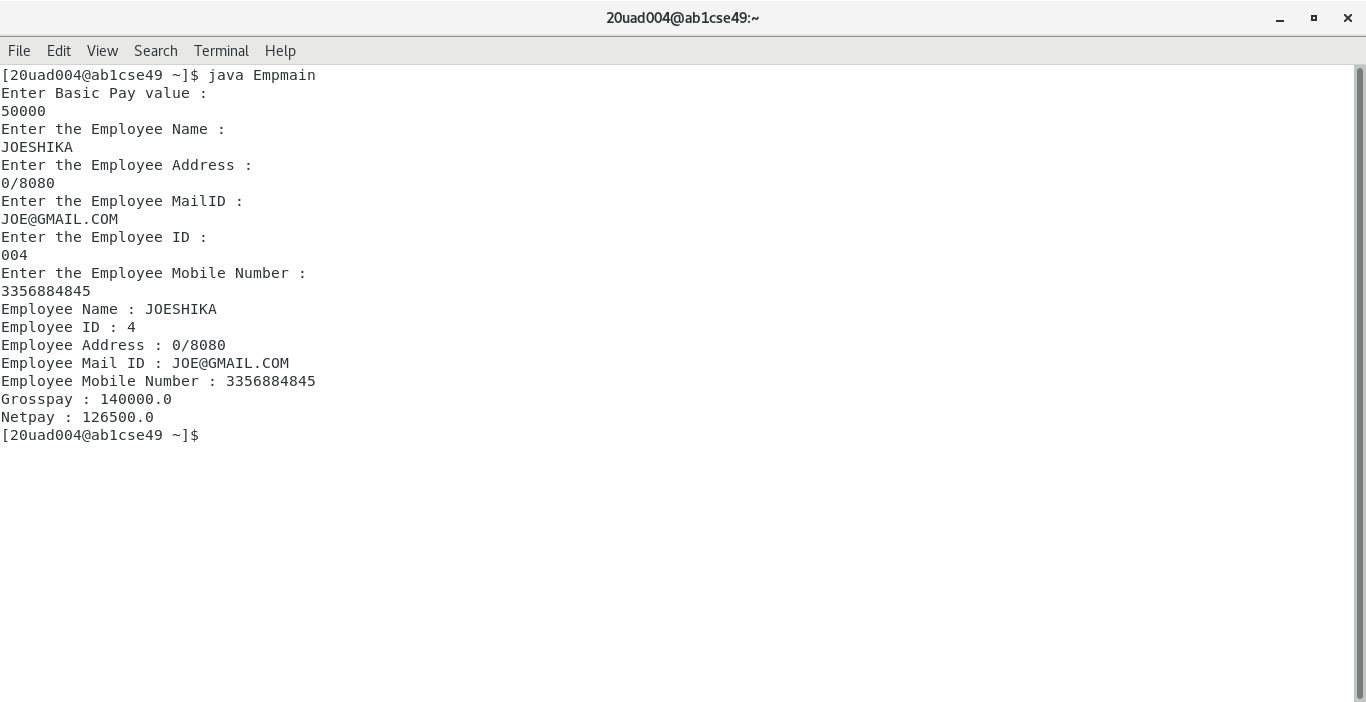 20uad004@ab1cse49:~
File Edit View Search Terminal Help
[20uad004@ab1cse49 ~]$ java Empmain
Enter Basic Pay value :
50000
Enter the Employee Name :
JOESHIKA
Enter the Employee Address :
0/8080
Enter the Employee MailID :
JOE@GMAIL.COM
Enter the Employee ID :
004
Enter the Employee Mobile Number :
3356884845
Employee Name : JOESHIKA
Employee ID : 4
Employee Address : 0/8080
Employee Mail ID : JOE@GMAIL.COM
Employee Mobile Number : 3356884845
Grosspay : 140000.0
Netpay : 126500.0
[20uad004@ab1cse49 ~]$